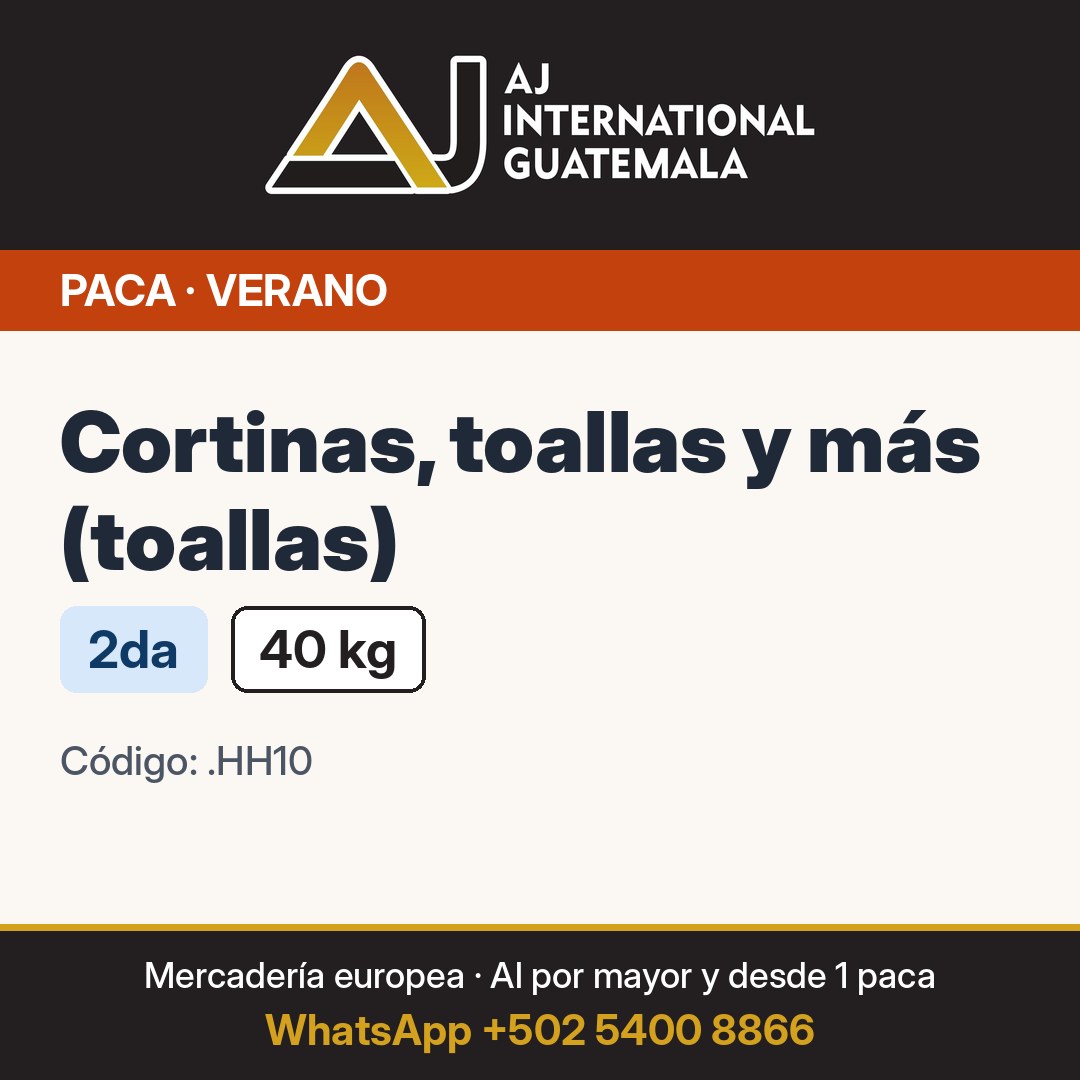 AJ
AJ
INTERNATIONAL
GUATEMALA
PACA · VERANO
Cortinas, toallas y más
(toallas)
2da
40 kg
Código: .HH10
Mercadería europea · Al por mayor y desde 1 paca
WhatsApp +502 5400 8866